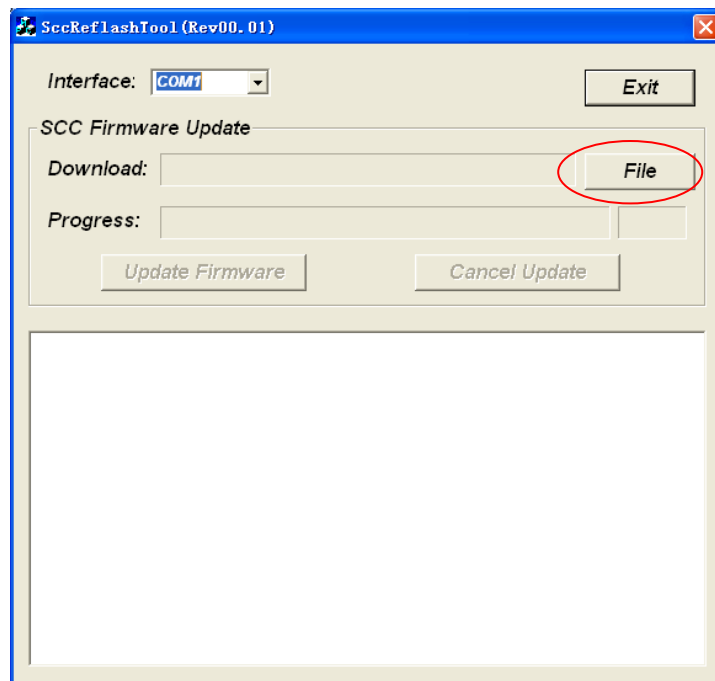 SccReflashTool(Rev00.01)
Interface: COM1
Exit
SCC Firmware Update
Download:
File
Progress:
Update Firmware
Cancel Update